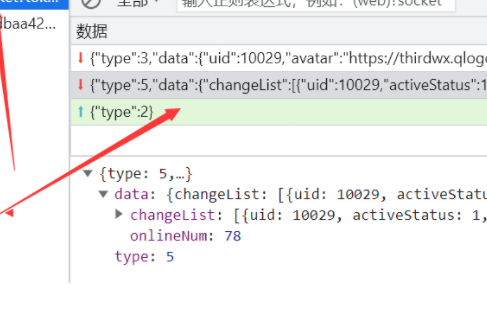 全部
输入正则表达式，例如：(web)?socket
dbaa42...
数据
{"type":3,"data":{"uid":10029,"avatar":"https://thirdwx.qlogo
{"type":5,"data":{"changeList":[{"uid":10029,"activeStatus":1
{"type":2}
{type: 5,…}
data: {changeList: [{uid: 10029, activeStatu
changeList: [{uid: 10029, activeStatus: 1,
onlineNum: 78
type: 5